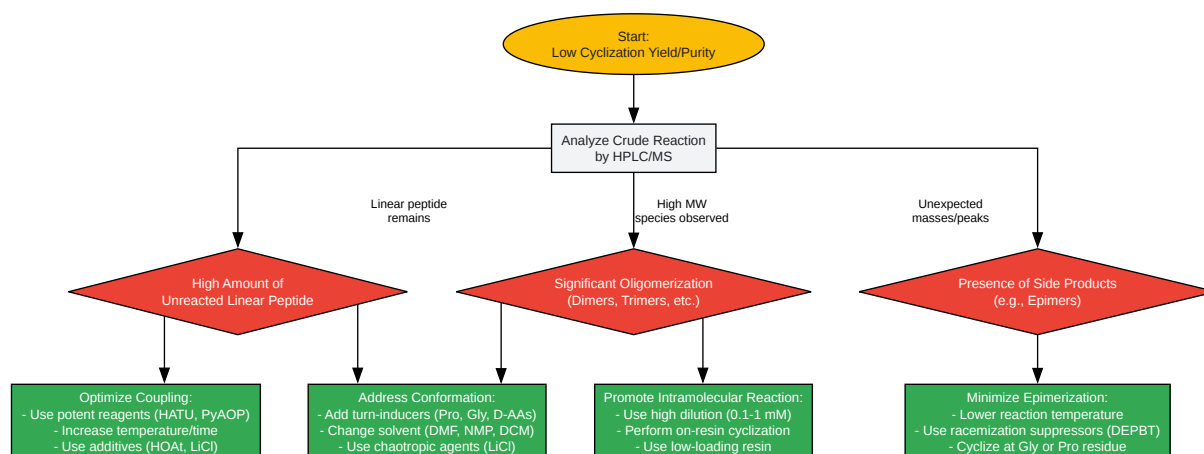 Start:
Low Cyclization Yield/Purity
Analyze Crude Reaction
by HPLC/MS
Linear peptide
remains
High MW
species observed
Unexpected
masses/peaks
High Amount of
Unreacted Linear Peptide
Significant Oligomerization
(Dimers, Trimers, etc.)
Presence of Side Products
(e.g., Epimers)
Optimize Coupling:
- Use potent reagents (HATU, PyAOP)
- Increase temperature/time
- Use additives (HOAt, LiCl)
Address Conformation:
- Add turn-inducers (Pro, Gly, D-AAs)
- Change solvent (DMF, NMP, DCM)
- Use chaotropic agents (LiCl)
Promote Intramolecular Reaction:
- Use high dilution (0.1-1 mM)
- Perform on-resin cyclization
- Use low-loading resin
Minimize Epimerization:
- Lower reaction temperature
- Use racemization suppressors (DEPBT)
- Cyclize at Gly or Pro residue